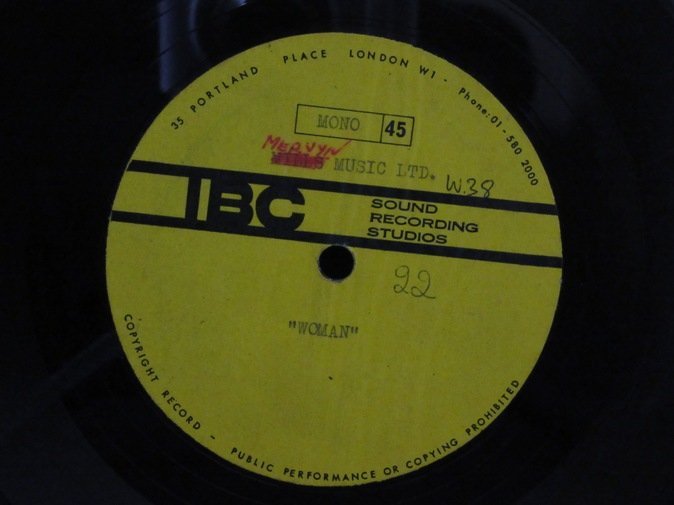 35 PORTLAND PLACE LONDON W1 - Phone: 01 - 580 2000
MONO 45
MERVYN
MILLS MUSIC LTD. W.38
IBC SOUND
RECORDING
STUDIOS
22
"WOMAN"
COPYRIGHT RECORD - PUBLIC PERFORMANCE OR COPYING PROHIBITED